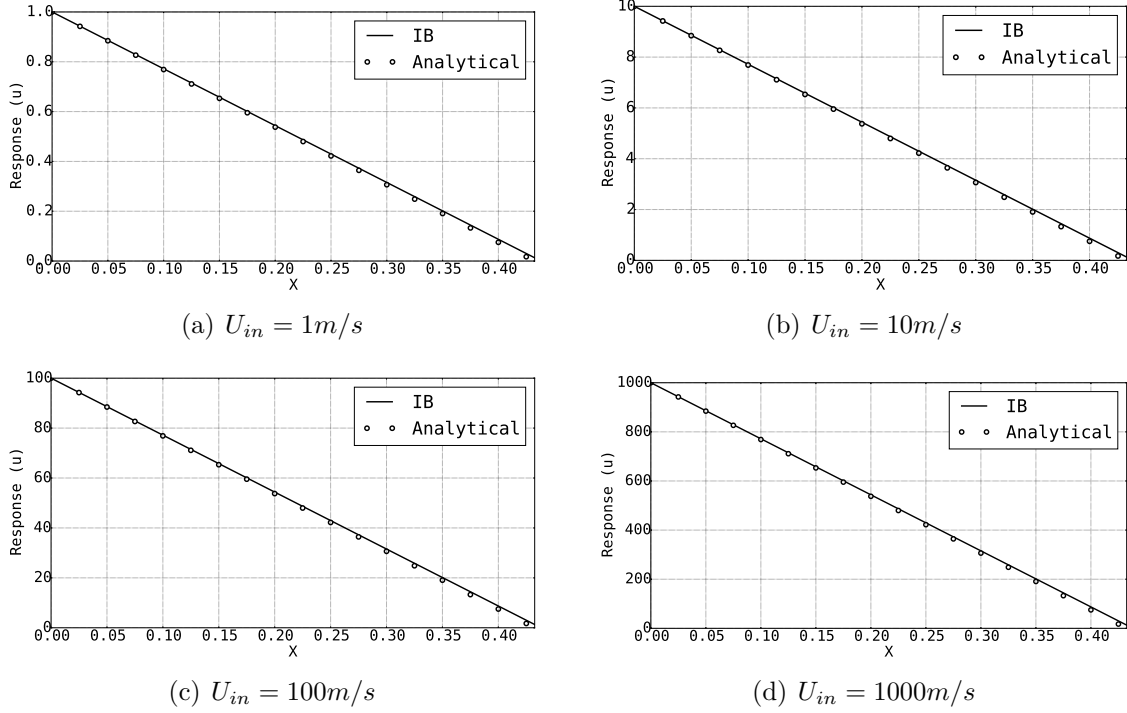 1.0
0.8
0.6
0.4
0.2
0.0
Response (u)
IB
Analytical
0.00 0.05 0.10 0.15 0.20 0.25 0.30 0.35 0.40
X
(a) U_in = 1m/s
10
8
6
4
2
0
Response (u)
IB
Analytical
0.00 0.05 0.10 0.15 0.20 0.25 0.30 0.35 0.40
X
(b) U_in = 10m/s
100
80
60
40
20
0
Response (u)
IB
Analytical
0.00 0.05 0.10 0.15 0.20 0.25 0.30 0.35 0.40
X
(c) U_in = 100m/s
1000
800
600
400
200
0
Response (u)
IB
Analytical
0.00 0.05 0.10 0.15 0.20 0.25 0.30 0.35 0.40
X
(d) U_in = 1000m/s